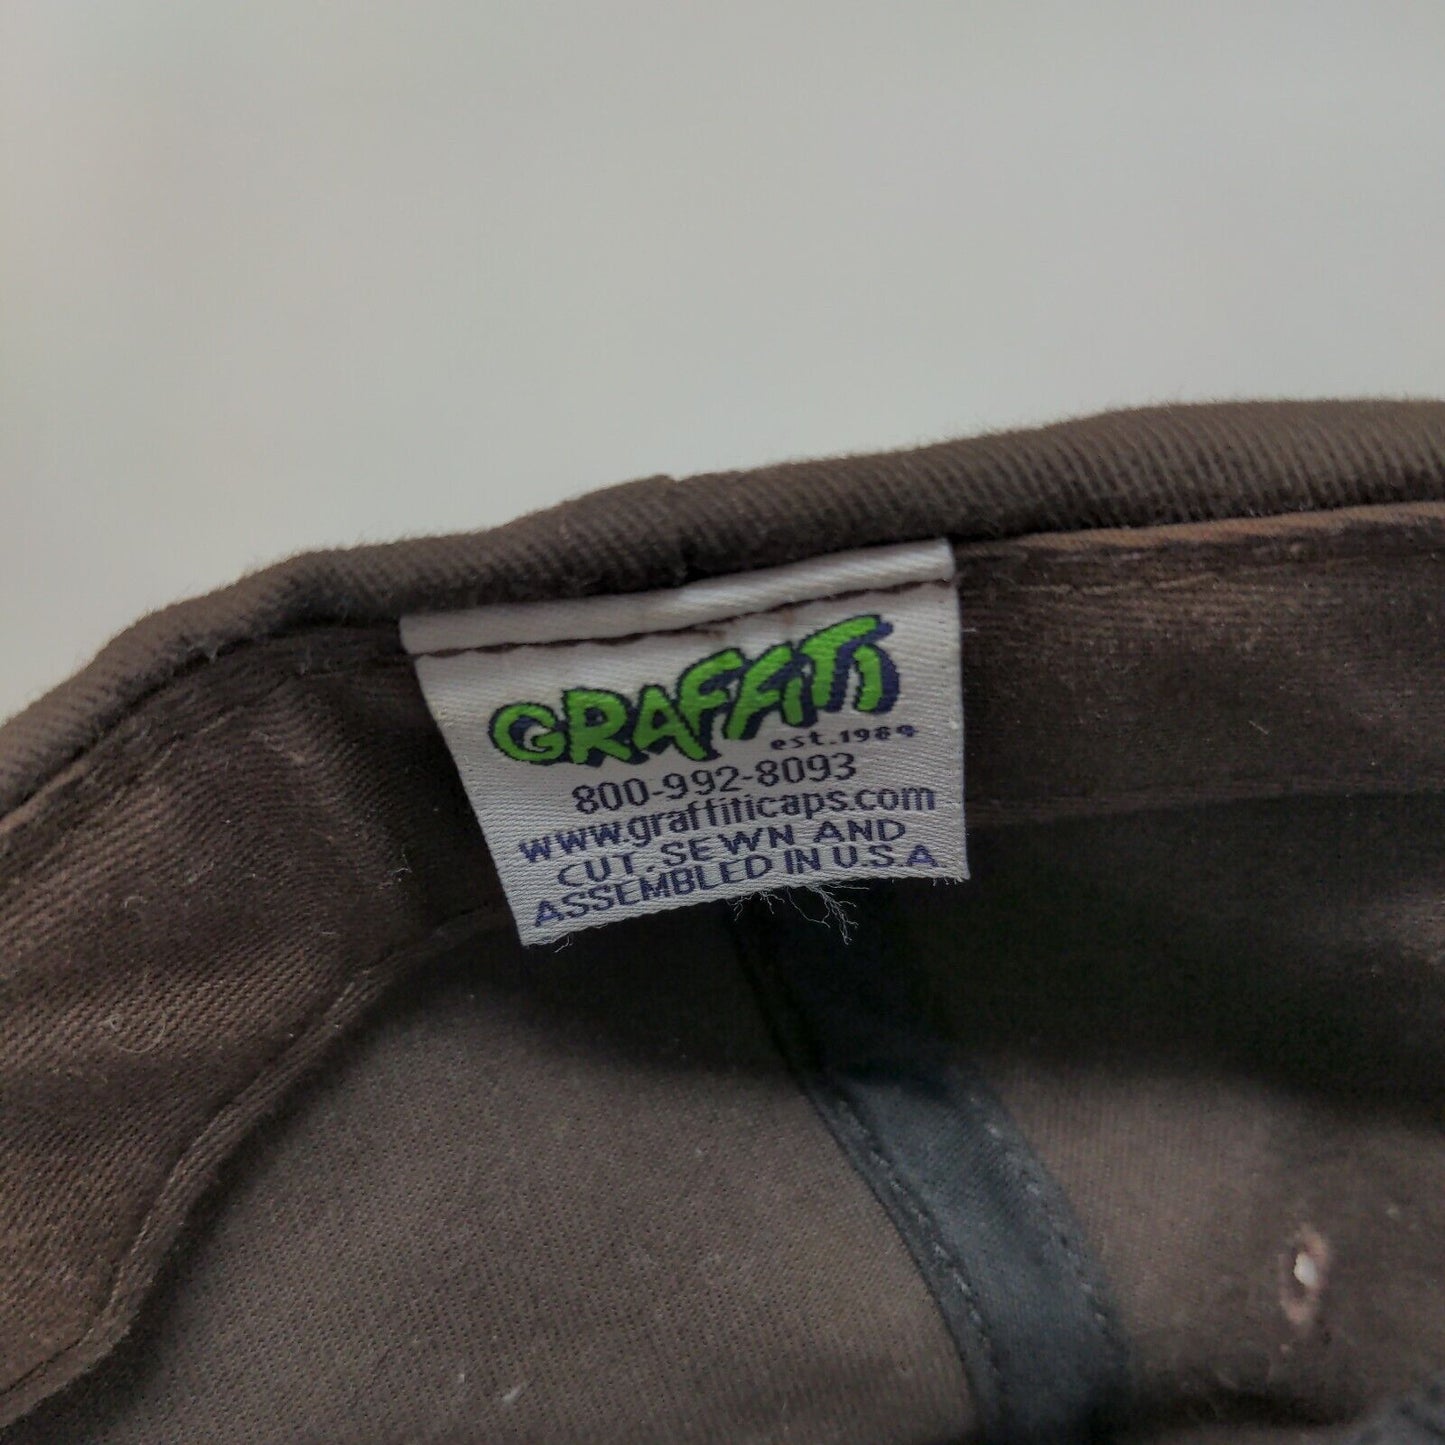 GRAFFiTi
est.1989
800-992-8093
www.graffiticaps.com
CUT, SEWN AND
ASSEMBLED IN U.S.A